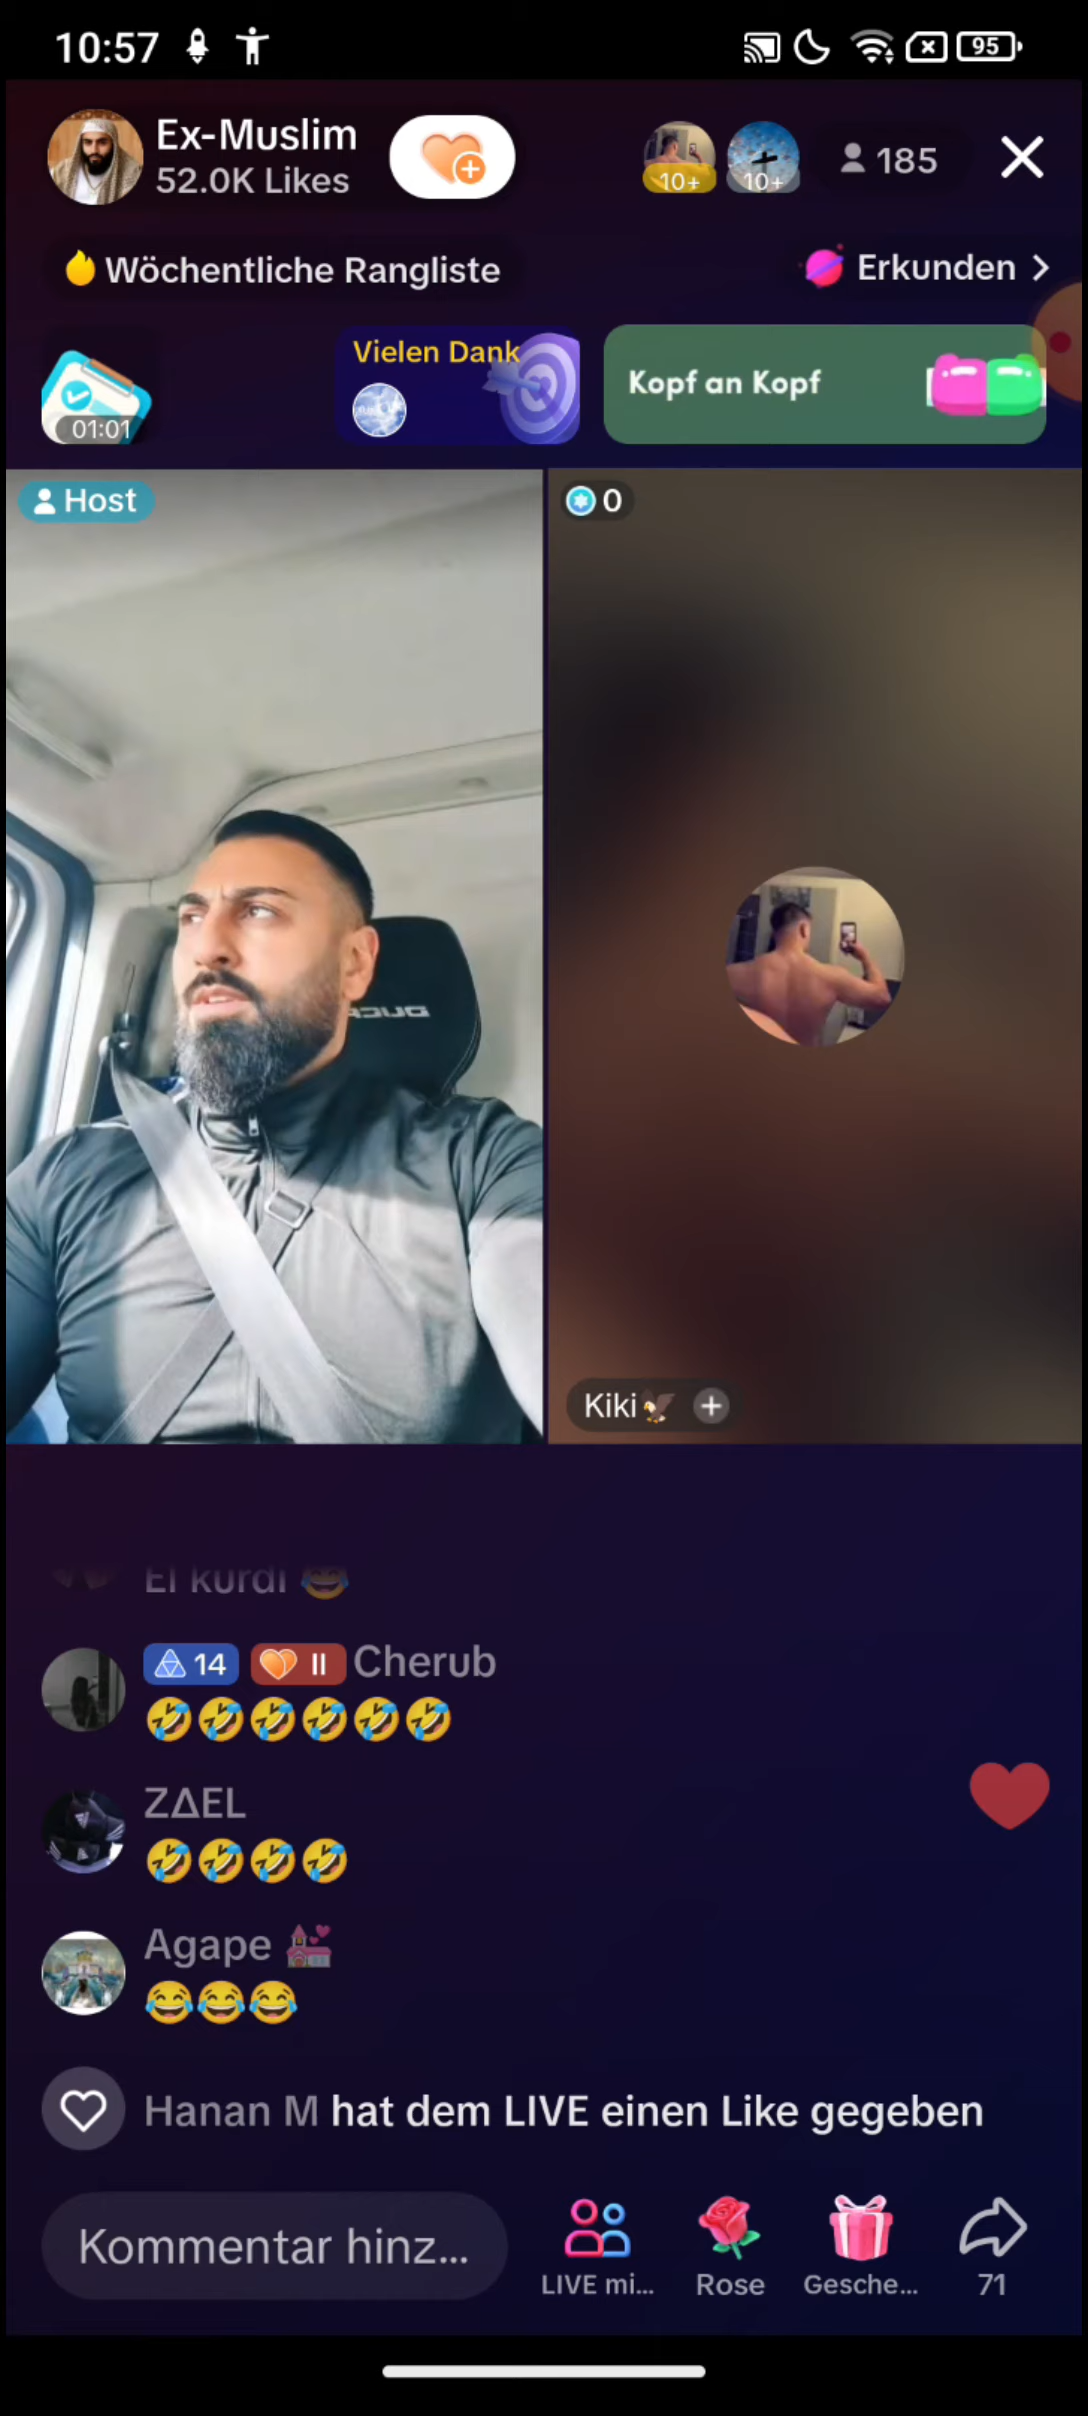 10:57
95
Ex-Muslim
52.0K Likes
10+
10+
185
Wöchentliche Rangliste
Erkunden >
01:01
Vielen Dank
Kopf an Kopf
Host
0
Kiki🦅 +
El kurdi 😂
14 II Cherub
🤣🤣🤣🤣🤣🤣
ZΔEL
🤣🤣🤣🤣
Agape 💒
😂😂😂
Hanan M hat dem LIVE einen Like gegeben
Kommentar hinz...
LIVE mi...
Rose
Gesche...
71